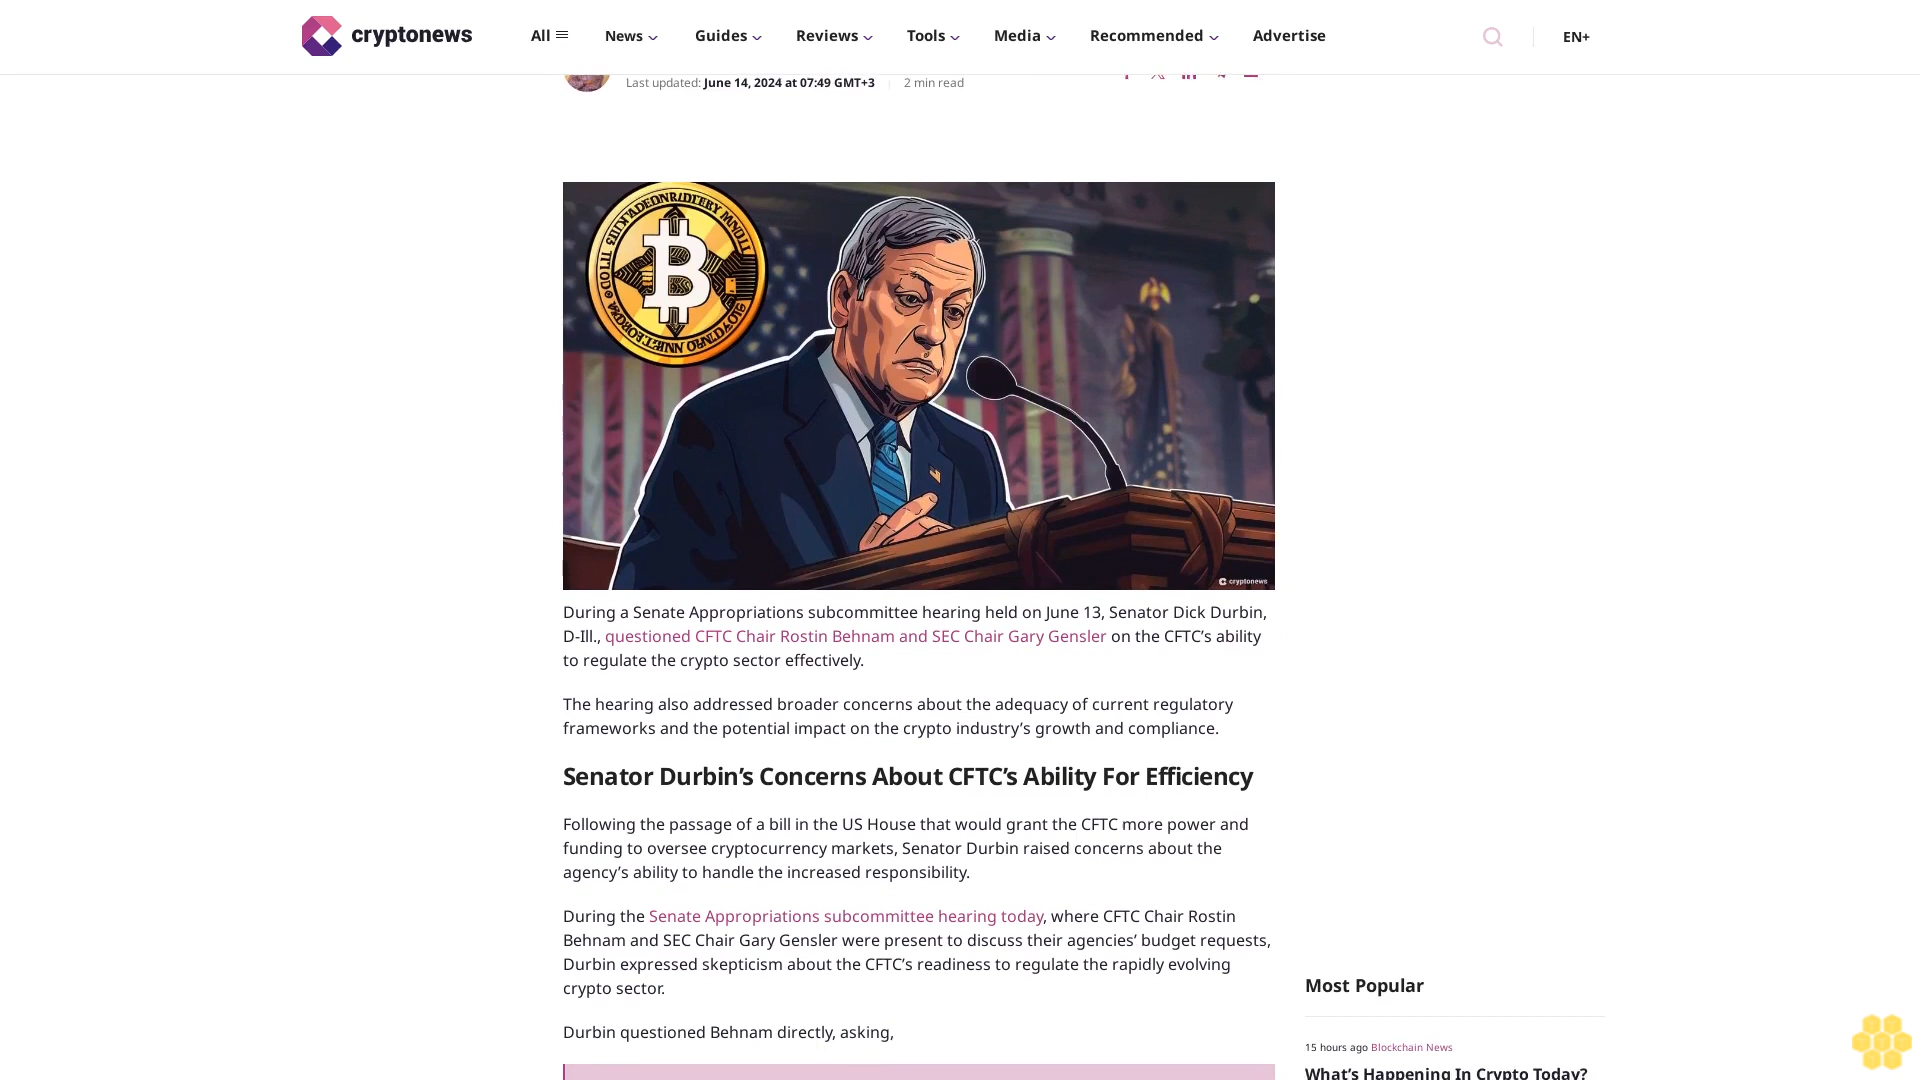 cryptonews
All
News
Guides
Reviews
Tools
Media
Recommended
Advertise
EN+
Last updated: June 14, 2024 at 07:49 GMT+3
2 min read
cryptonews
During a Senate Appropriations subcommittee hearing held on June 13, Senator Dick Durbin,
D-Ill., questioned CFTC Chair Rostin Behnam and SEC Chair Gary Gensler on the CFTC’s ability
to regulate the crypto sector effectively.
The hearing also addressed broader concerns about the adequacy of current regulatory
frameworks and the potential impact on the crypto industry’s growth and compliance.
Senator Durbin’s Concerns About CFTC’s Ability For Efficiency
Following the passage of a bill in the US House that would grant the CFTC more power and
funding to oversee cryptocurrency markets, Senator Durbin raised concerns about the
agency’s ability to handle the increased responsibility.
During the Senate Appropriations subcommittee hearing today, where CFTC Chair Rostin
Behnam and SEC Chair Gary Gensler were present to discuss their agencies’ budget requests,
Durbin expressed skepticism about the CFTC’s readiness to regulate the rapidly evolving
crypto sector.
Durbin questioned Behnam directly, asking,
Most Popular
15 hours ago Blockchain News
What’s Happening In Crypto Today?